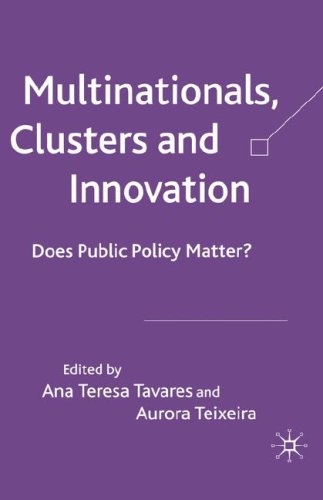 Multinationals,
Clusters and
Innovation
Does Public Policy Matter?
Edited by
Ana Teresa Tavares and
Aurora Teixeira